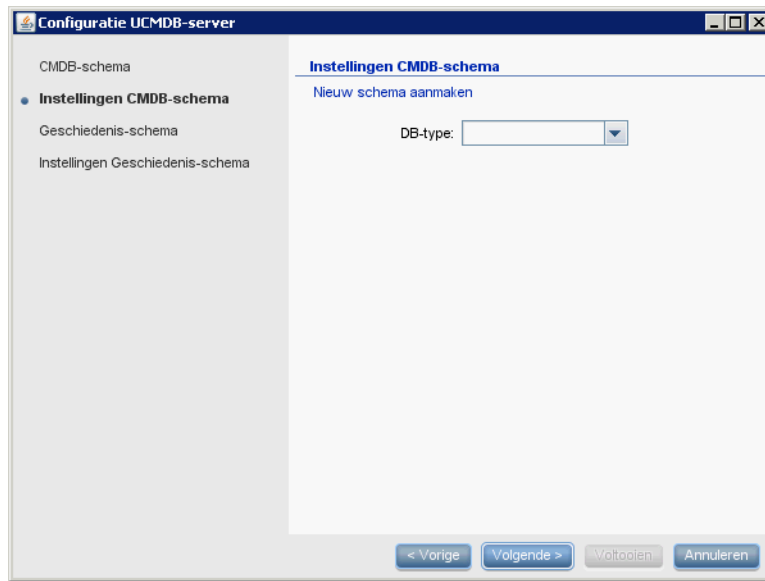 Configuratie UCMDB-server
CMDB-schema
Instellingen CMDB-schema
Geschiedenis-schema
Instellingen Geschiedenis-schema
Instellingen CMDB-schema
Nieuw schema aanmaken
DB-type:
< Vorige
Volgende >
Voltooien
Annuleren